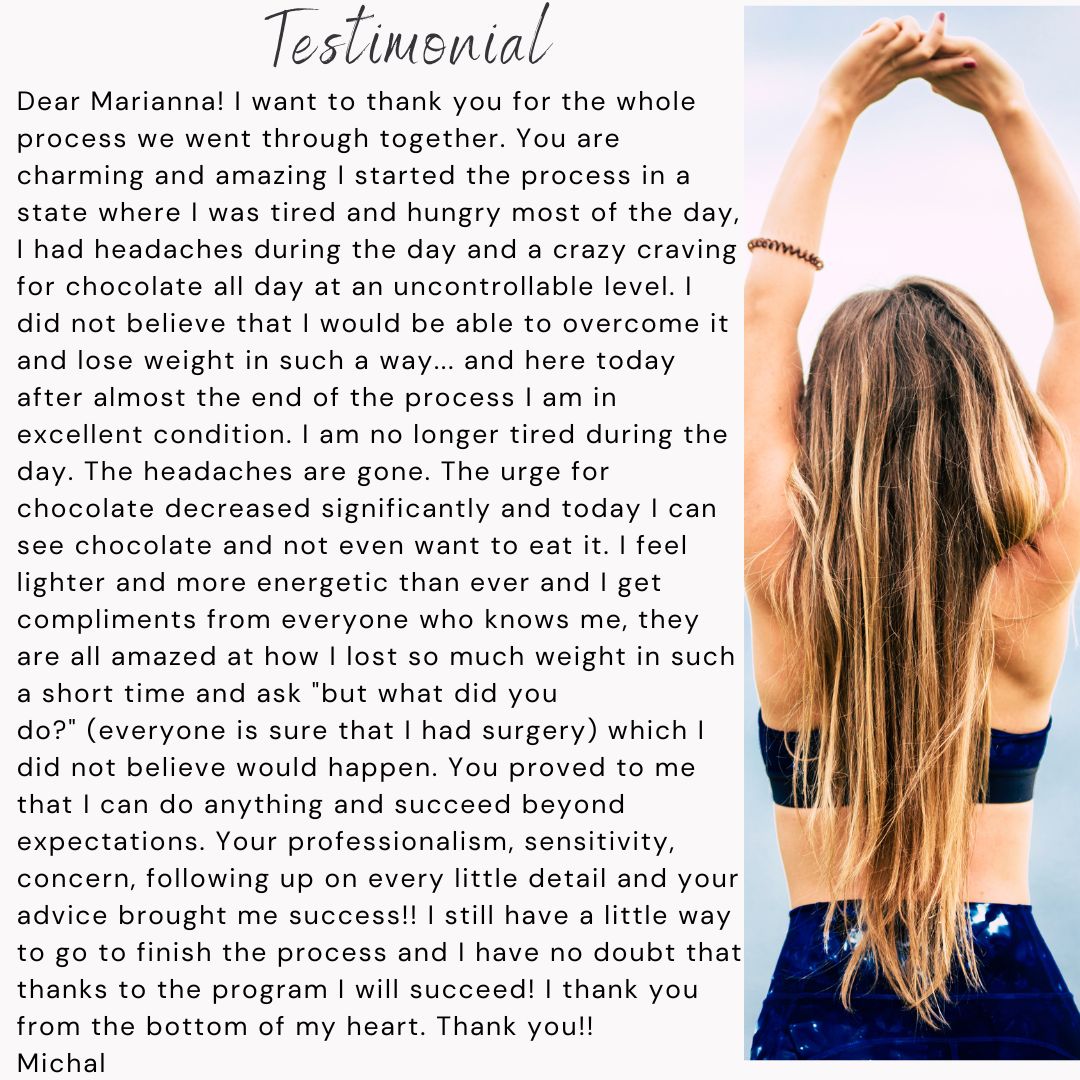 Testimonial
Dear Marianna! I want to thank you for the whole
process we went through together. You are
charming and amazing I started the process in a
state where I was tired and hungry most of the day,
I had headaches during the day and a crazy craving
for chocolate all day at an uncontrollable level. I
did not believe that I would be able to overcome it
and lose weight in such a way... and here today
after almost the end of the process I am in
excellent condition. I am no longer tired during the
day. The headaches are gone. The urge for
chocolate decreased significantly and today I can
see chocolate and not even want to eat it. I feel
lighter and more energetic than ever and I get
compliments from everyone who knows me, they
are all amazed at how I lost so much weight in such
a short time and ask "but what did you
do?" (everyone is sure that I had surgery) which I
did not believe would happen. You proved to me
that I can do anything and succeed beyond
expectations. Your professionalism, sensitivity,
concern, following up on every little detail and your
advice brought me success!! I still have a little way
to go to finish the process and I have no doubt that
thanks to the program I will succeed! I thank you
from the bottom of my heart. Thank you!!
Michal